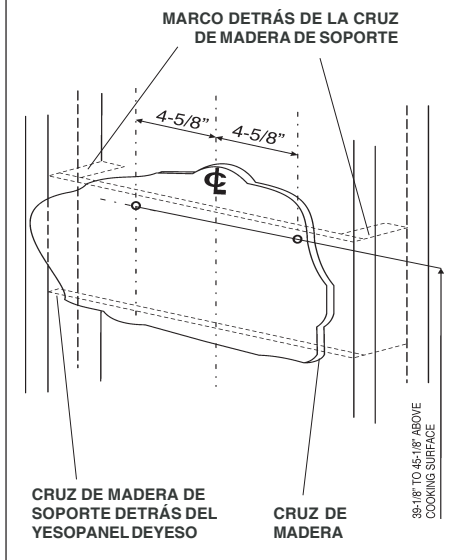 MARCO DETRÁS DE LA CRUZ
DE MADERA DE SOPORTE
4-5/8"
4-5/8"
℄
39-1/8" TO 45-1/8" ABOVE
COOKING SURFACE
CRUZ DE MADERA DE
SOPORTE DETRÁS DEL
YESOPANEL DEYESO
CRUZ DE
MADERA